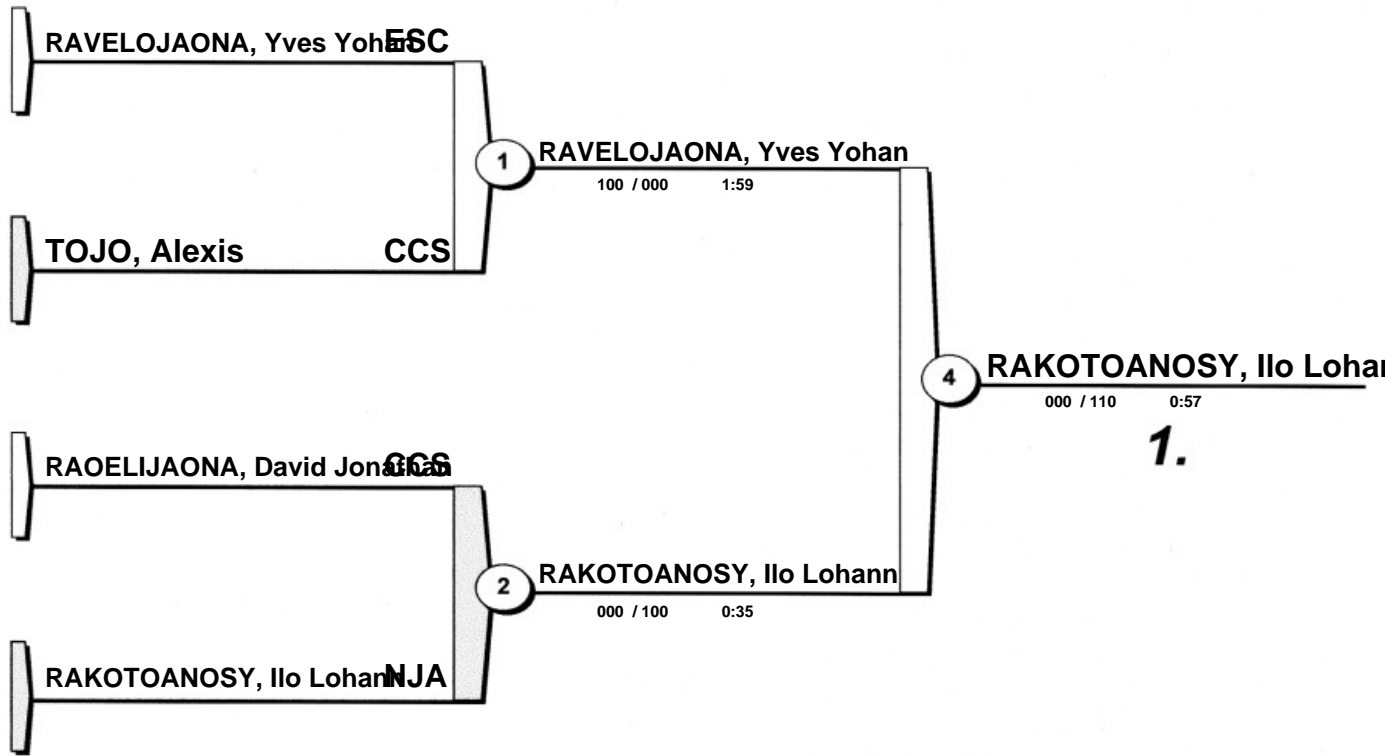 RAVELOJAONA, Yves Yohan ESC
1
RAVELOJAONA, Yves Yohan
100 / 000 1:59
TOJO, Alexis CCS
4
RAKOTOANOSY, Ilo Lohan
000 / 110 0:57
1.
RAOELIJAONA, David Jonathan CCS
2
RAKOTOANOSY, Ilo Lohann
000 / 100 0:35
RAKOTOANOSY, Ilo Lohann NJA